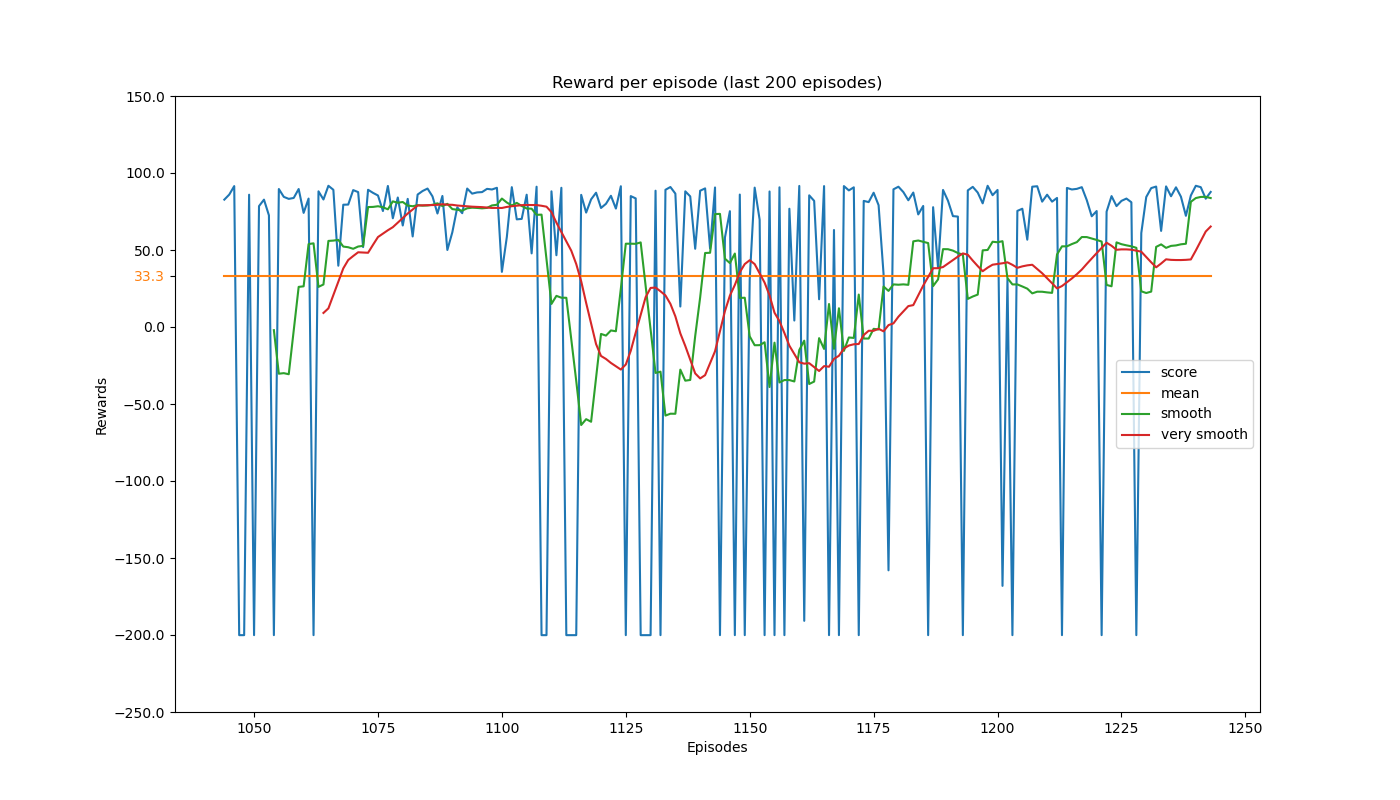 Reward per episode (last 200 episodes)
150.0
100.0
50.0
33.3
0.0
−50.0
−100.0
−150.0
−200.0
−250.0
Rewards
score
mean
smooth
very smooth
1050 1075 1100 1125 1150 1175 1200 1225 1250
Episodes